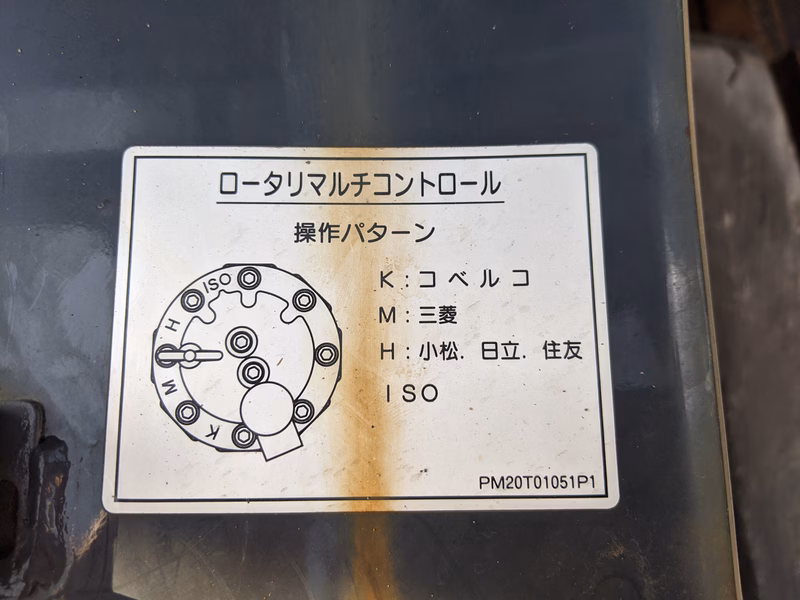 ロータリマルチコントロール
操作パターン
K：コベルコ
M：三菱
H：小松．日立．住友
ISO
ISO
H
M
K
PM20T01051P1